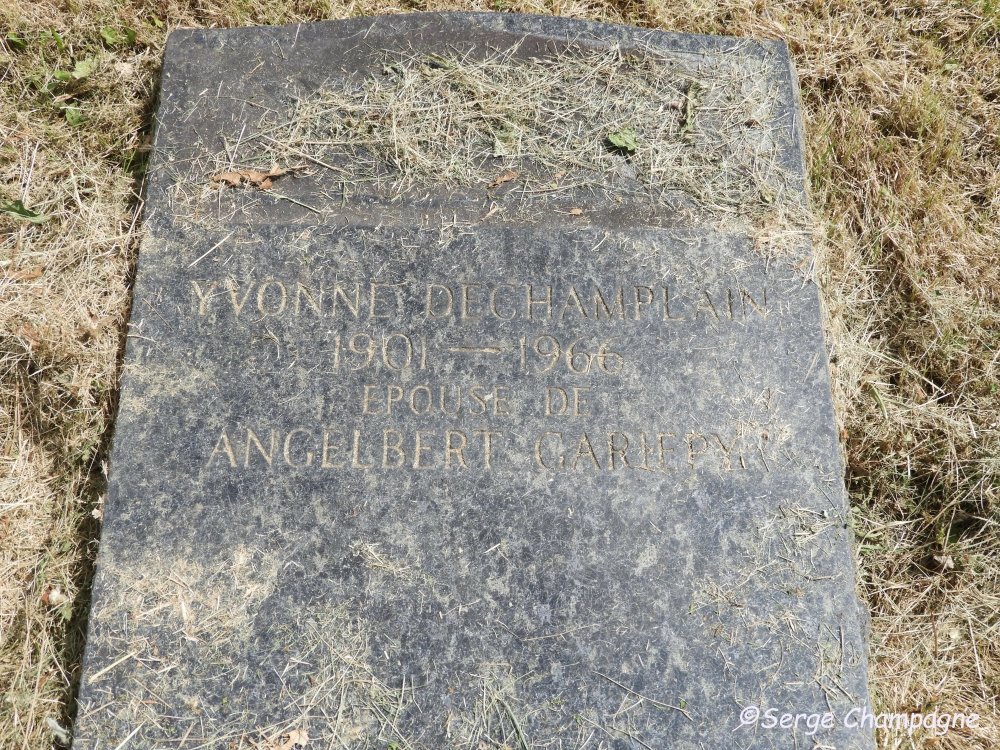 YVONNE DECHAMPLAIN
1901 — 1966
EPOUSE DE
ANGELBERT GARIEPY
©Serge Champagne